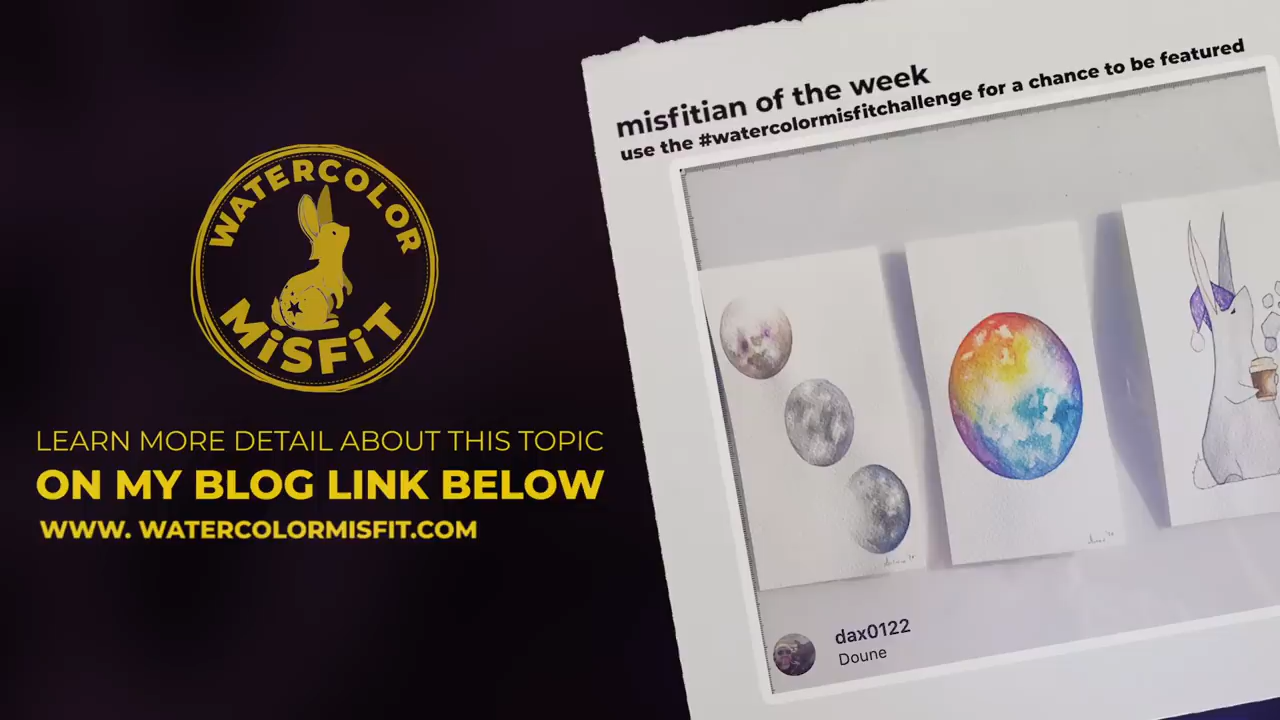 WATERCOLOR
MiSFiT
LEARN MORE DETAIL ABOUT THIS TOPIC
ON MY BLOG LINK BELOW
WWW. WATERCOLORMISFIT.COM
misfitian of the week
use the #watercolormisfitchallenge for a chance to be featured
dax0122
Doune